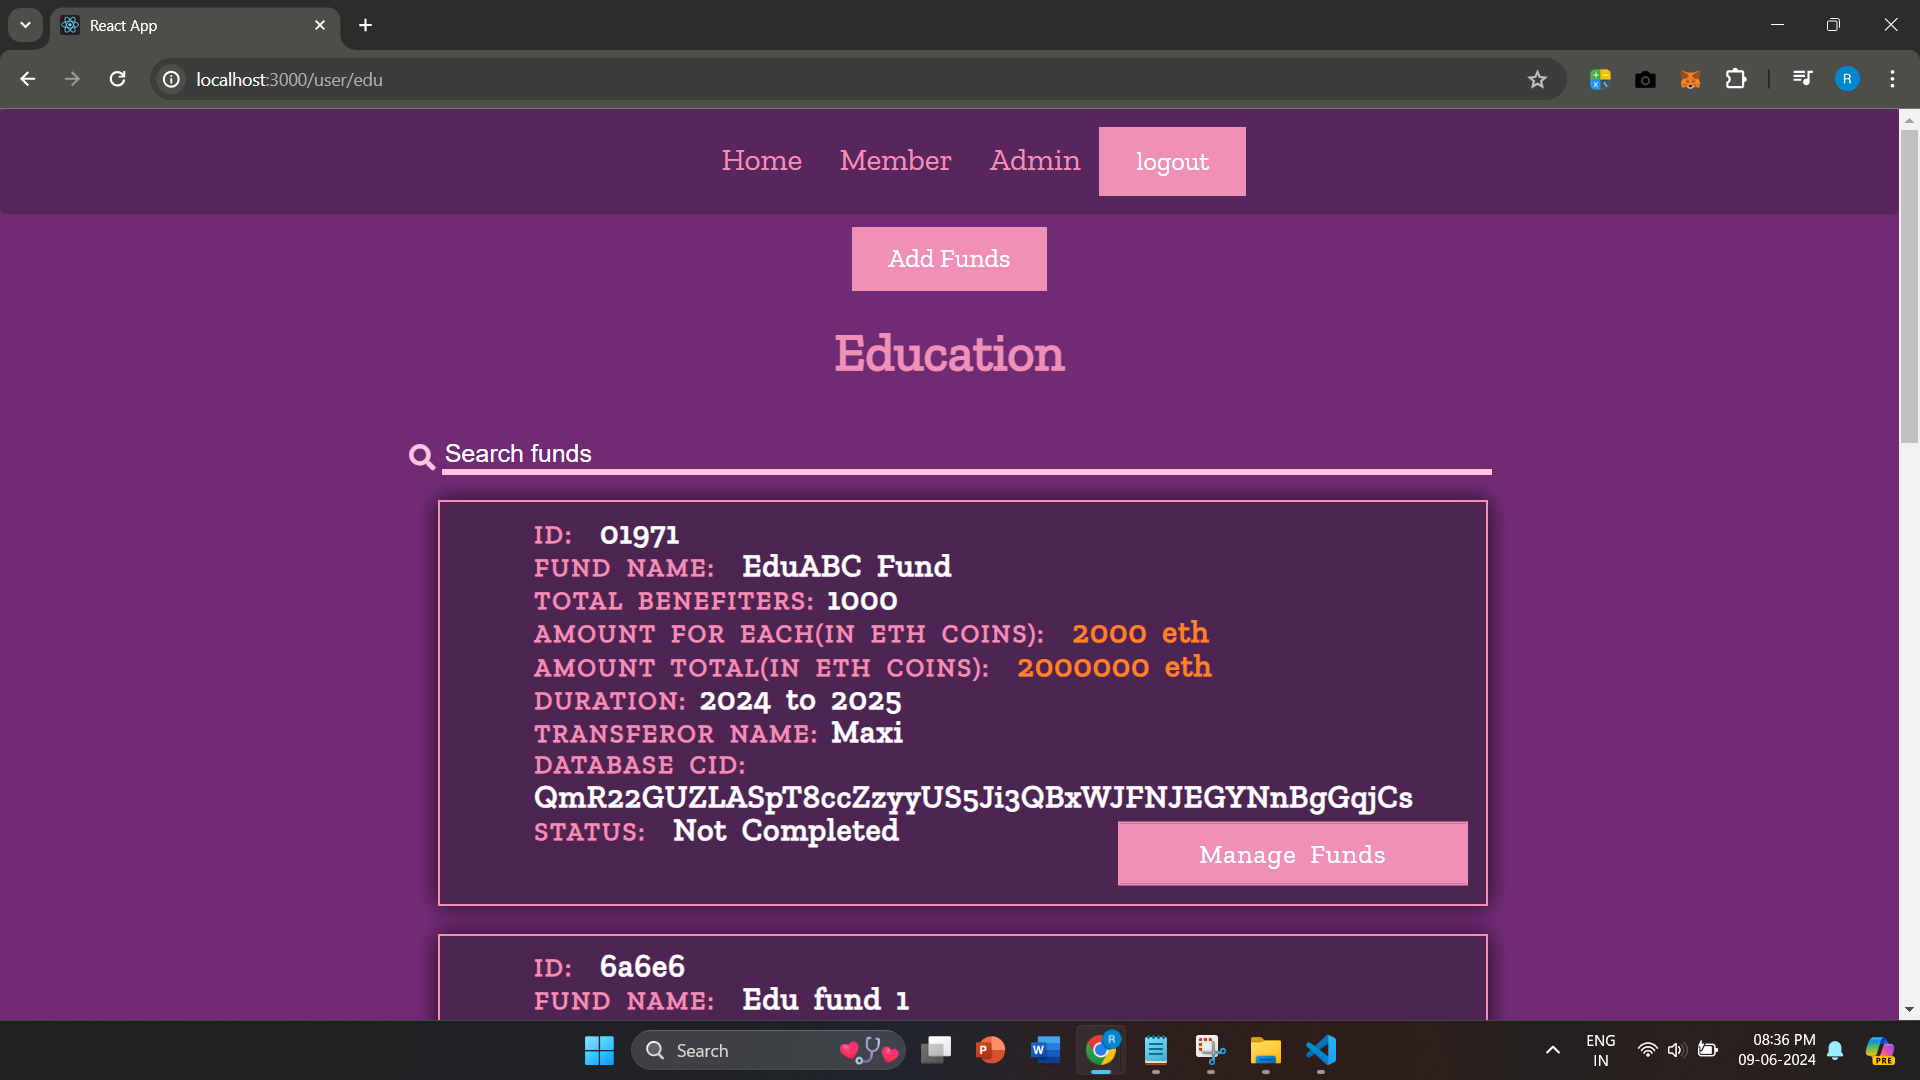 React App
localhost:3000/user/edu
R
Home Member Admin logout
Add Funds
Education
Search funds
ID: 01971
FUND NAME: EduABC Fund
TOTAL BENEFITERS: 1000
AMOUNT FOR EACH(IN ETH COINS): 2000 eth
AMOUNT TOTAL(IN ETH COINS): 2000000 eth
DURATION: 2024 to 2025
TRANSFEROR NAME: Maxi
DATABASE CID:
QmR22GUZLASpT8ccZzyyUS5Ji3QBxWJFNJEGYNnBgGqjCs
STATUS: Not Completed
Manage Funds
ID: 6a6e6
FUND NAME: Edu fund 1
Search
P
W
R
ENG
IN
08:36 PM
09-06-2024
PRE